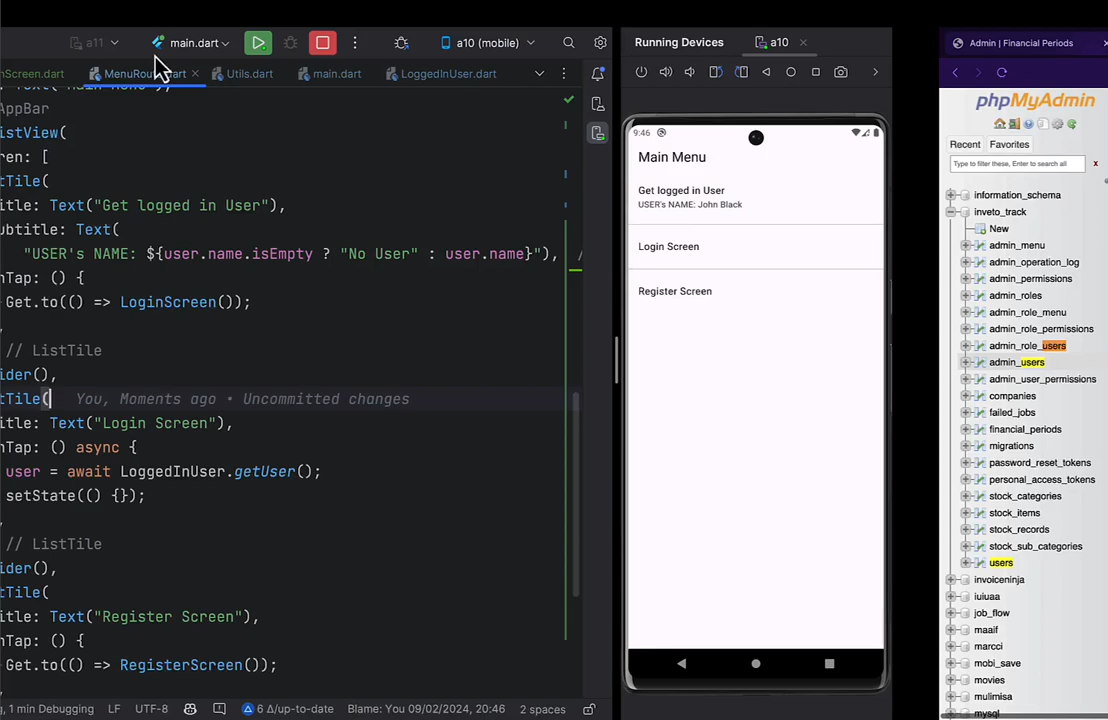 a11
main.dart
a10 (mobile)
nScreen.dart
MenuRou
.dart
Utils.dart
main.dart
LoggedInUser.dart
AppBar
istView(
ren: [
tTile(
itle: Text("Get logged in User"),
ubtitle: Text(
"USER's NAME: ${user.name.isEmpty ? "No User" : user.name}"), /
nTap: () {
Get.to(() => LoginScreen());
,
// ListTile
ider(),
tTile( You, Moments ago • Uncommitted changes
itle: Text("Login Screen"),
nTap: () async {
user = await LoggedInUser.getUser();
setState(() {});
,
// ListTile
ider(),
tTile(
itle: Text("Register Screen"),
nTap: () {
Get.to(() => RegisterScreen());
,
g, 1 min Debugging
LF
UTF-8
6 Δ/up-to-date
Blame: You 09/02/2024, 20:46
2 spaces
Running Devices
a10
9:46
Main Menu
Get logged in User
USER's NAME: John Black
Login Screen
Register Screen
Admin | Financial Periods
phpMyAdmin
Recent
Favorites
Type to filter these, Enter to search all
x
information_schema
inveto_track
New
admin_menu
admin_operation_log
admin_permissions
admin_roles
admin_role_menu
admin_role_permissions
admin_role_users
admin_users
admin_user_permissions
companies
failed_jobs
financial_periods
migrations
password_reset_tokens
personal_access_tokens
stock_categories
stock_items
stock_records
stock_sub_categories
users
invoiceninja
iuiuaa
job_flow
maaif
marcci
mobi_save
movies
mulimisa
mysql